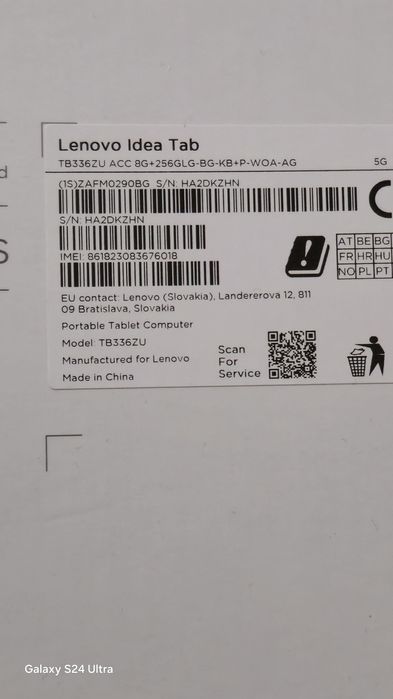 Lenovo Idea Tab
TB336ZU ACC 8G+256GLG-BG-KB+P-WOA-AG 5G
(1S)ZAFM0290BG S/N: HA2DKZHN
S/N: HA2DKZHN
IMEI: 861823083676018
AT BE BG
FR HR HU
NO PL PT
EU contact: Lenovo (Slovakia), Landererova 12, 811
09 Bratislava, Slovakia
Portable Tablet Computer
Model: TB336ZU
Manufactured for Lenovo
Made in China
Scan
For
Service
d
S
Galaxy S24 Ultra